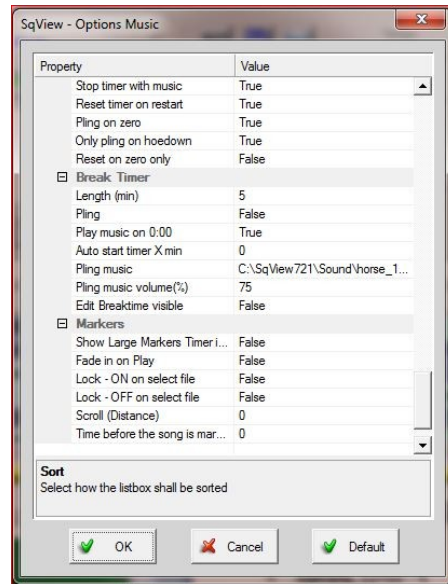 SqView - Options Music
Property Value
Stop timer with music True
Reset timer on restart True
Pling on zero True
Only pling on hoedown True
Reset on zero only False
Break Timer
Length (min) 5
Pling False
Play music on 0:00 True
Auto start timer X min 0
Pling music C:\SqView721\Sound\horse_1...
Pling music volume(%) 75
Edit Breaktime visible False
Markers
Show Large Markers Timer i... False
Fade in on Play False
Lock - ON on select file False
Lock - OFF on select file False
Scroll (Distance) 0
Time before the song is mar... 0
Sort
Select how the listbox shall be sorted
OK Cancel Default